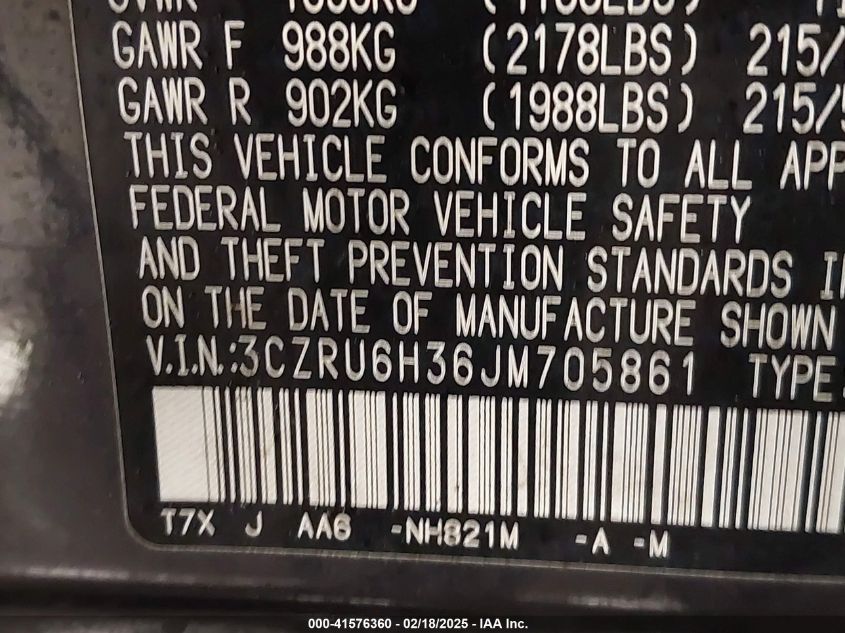 GAWR F 988KG (2178LBS) 215/
GAWR R 902KG (1988LBS) 215/5
THIS VEHICLE CONFORMS TO ALL APP
FEDERAL MOTOR VEHICLE SAFETY
AND THEFT PREVENTION STANDARDS I
ON THE DATE OF MANUFACTURE SHOWN
V.I.N.:3CZRU6H36JM705861 TYPE:
T7X J AA6 -NH821M -A -M
000-41576360 - 02/18/2025 - IAA Inc.